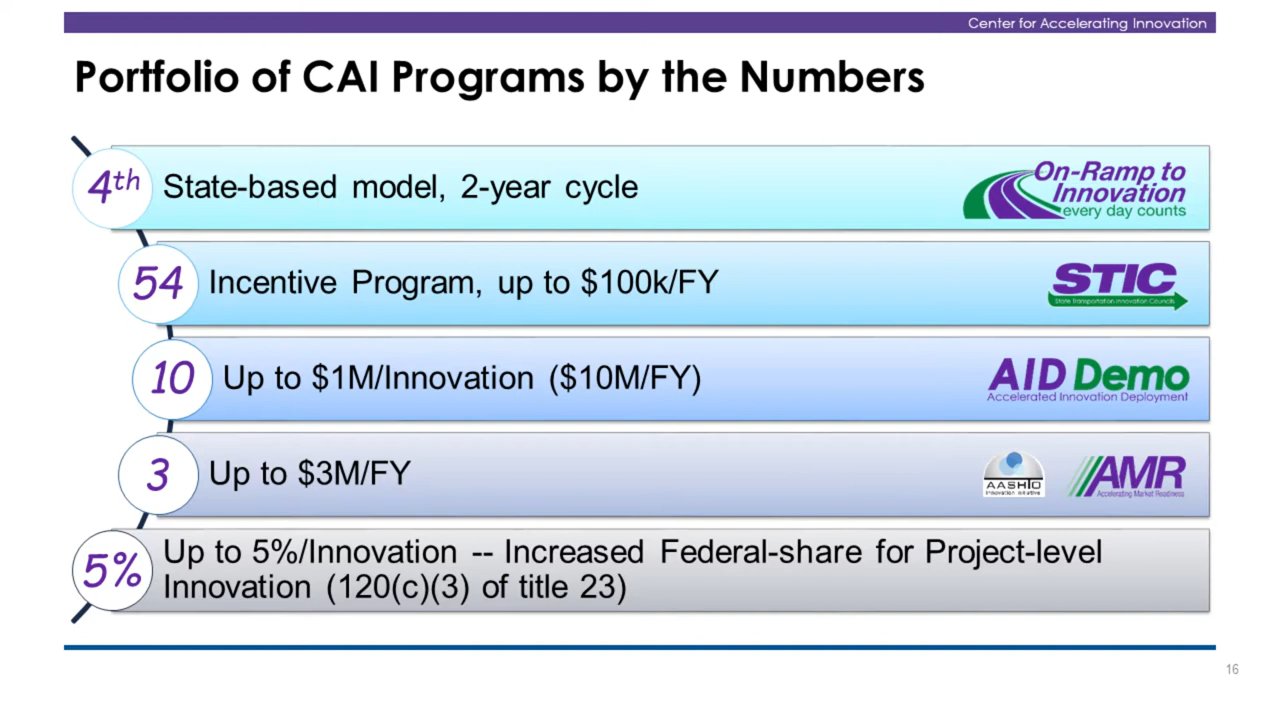 Center for Accelerating Innovation
Portfolio of CAI Programs by the Numbers
4th
State-based model, 2-year cycle
On-Ramp to
Innovation
every day counts
54
Incentive Program, up to $100k/FY
STIC
State Transportation Innovation Councils
10
Up to $1M/Innovation ($10M/FY)
AID Demo
Accelerated Innovation Deployment
3
Up to $3M/FY
AASHTO
Innovation Initiative
AMR
Accelerating Market Readiness
5%
Up to 5%/Innovation -- Increased Federal-share for Project-level
Innovation (120(c)(3) of title 23)
16